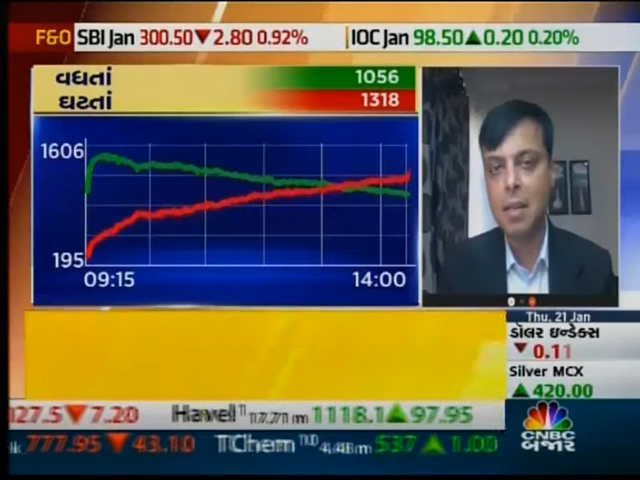 F&O SBI Jan 300.50▼2.80 0.92% IOC Jan 98.50▲0.20 0.20%
વધતાં 1056
ઘટતાં 1318
1606
195
09:15 14:00
Thu, 21 Jan
ડૉલર ઇન્ડેક્સ
▼ 0.11
Silver MCX
▲ 420.00
127.5▼7.20 Havel 1118.1▲97.95
777.95▼43.10 TChem 537▲1.00
CNBC
બજાર